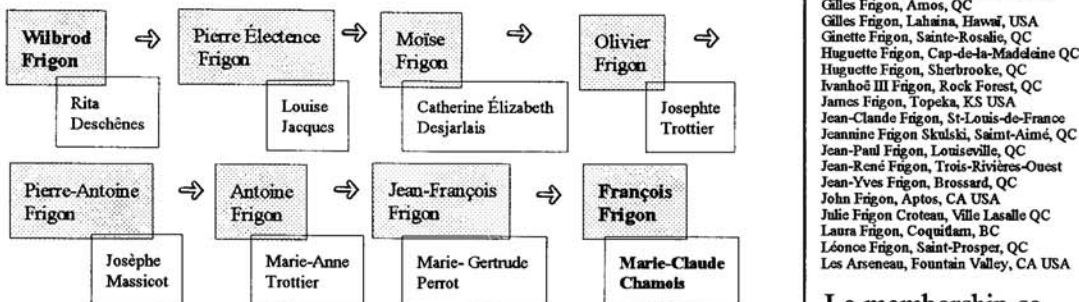 Wilbrod
Frigon
Rita
Deschênes
Pierre Électence
Frigon
Louise
Jacques
Moïse
Frigon
Catherine Élizabeth
Desjarlais
Olivier
Frigon
Josephte
Trottier
Pierre-Antoine
Frigon
Josèphe
Massicot
Antoine
Frigon
Marie-Anne
Trottier
Jean-François
Frigon
Marie- Gertrude
Perrot
François
Frigon
Marie-Claude
Chamois
Gilles Frigon, Amos, QC
Gilles Frigon, Lahaina, Hawaï, USA
Ginette Frigon, Sainte-Rosalie, QC
Huguette Frigon, Cap-de-la-Madeleine QC
Huguette Frigon, Sherbrooke, QC
Ivanhoë III Frigon, Rock Forest, QC
James Frigon, Topeka, KS USA
Jean-Claude Frigon, St-Louis-de-France
Jeannine Frigon Skulski, Saimt-Aimé, QC
Jean-Paul Frigon, Louiseville, QC
Jean-René Frigon, Trois-Rivières-Ouest
Jean-Yves Frigon, Brossard, QC
John Frigon, Aptos, CA USA
Julie Frigon Croteau, Ville Lasalle QC
Laura Frigon, Coquitlam, BC
Léonce Frigon, Saint-Prosper, QC
Les Arseneau, Fountain Valley, CA USA
Le membership se